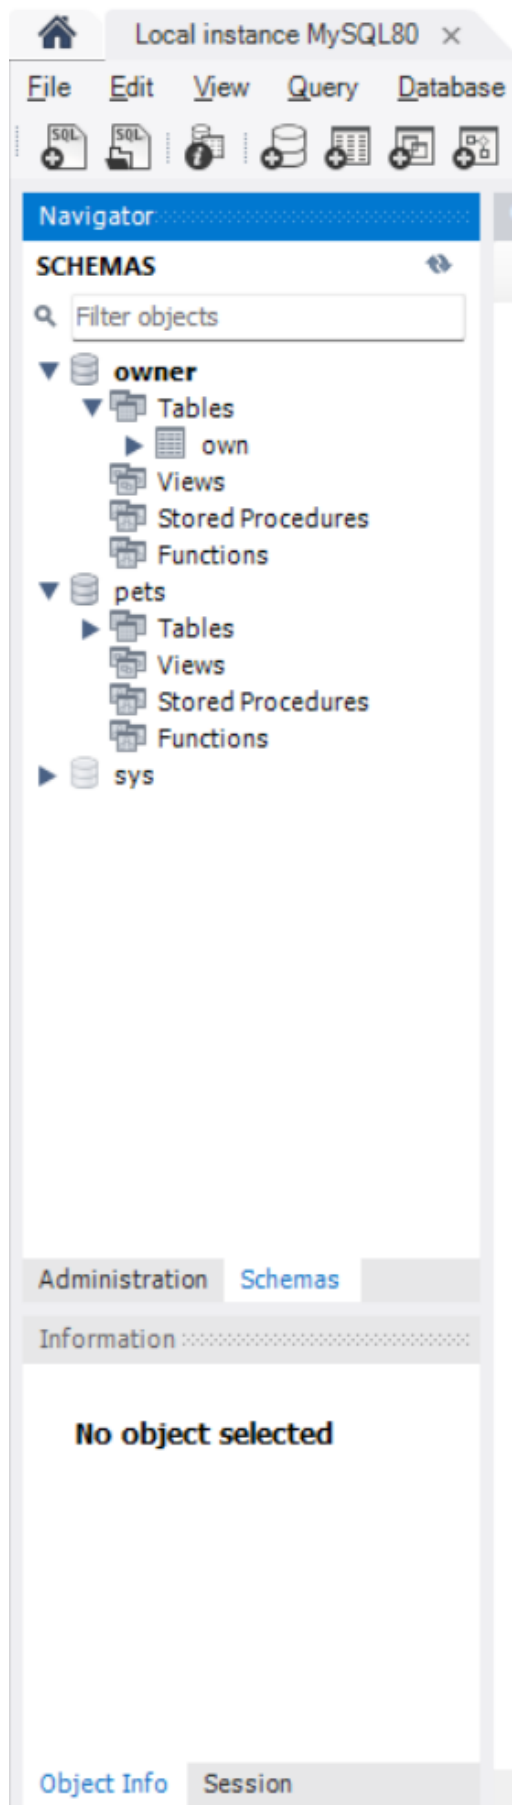 Local instance MySQL80 ×
File Edit View Query Database
SQL SQL
Navigator
SCHEMAS
Filter objects
owner
Tables
own
Views
Stored Procedures
Functions
pets
Tables
Views
Stored Procedures
Functions
sys
Administration Schemas
Information
No object selected
Object Info Session